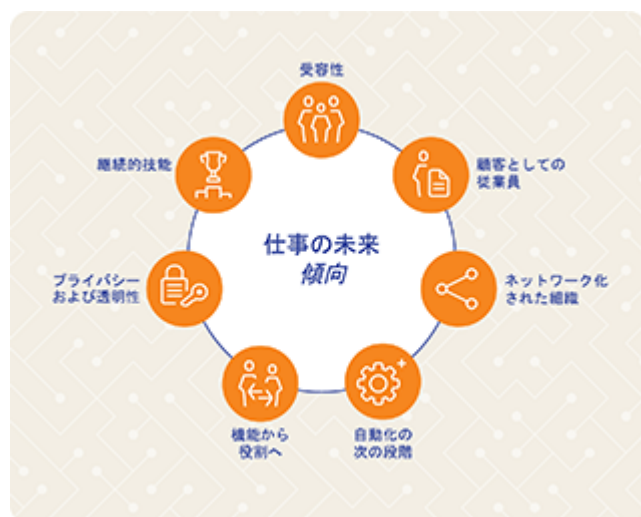 受容性
顧客としての
従業員
ネットワーク化
された組織
自動化の
次の段階
機能から
役割へ
プライバシー
および透明性
継続的技能
仕事の未来
傾向